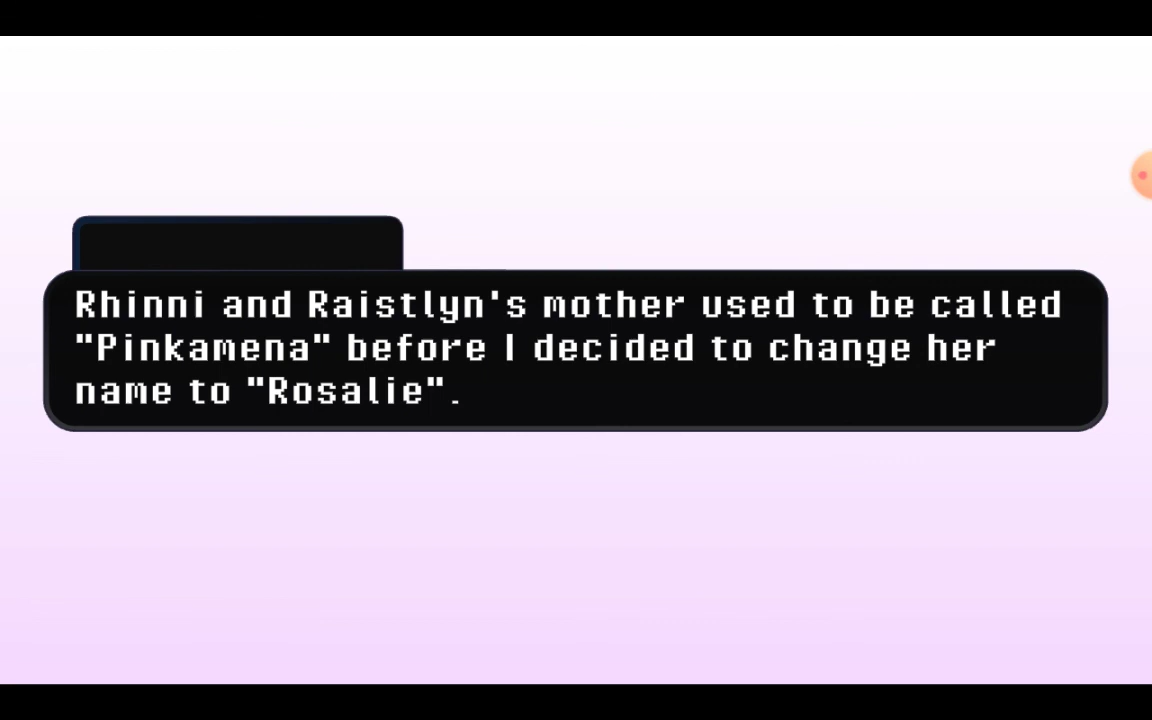 Rhinni and Raistlyn's mother used to be called
"Pinkamena" before I decided to change her
name to "Rosalie".